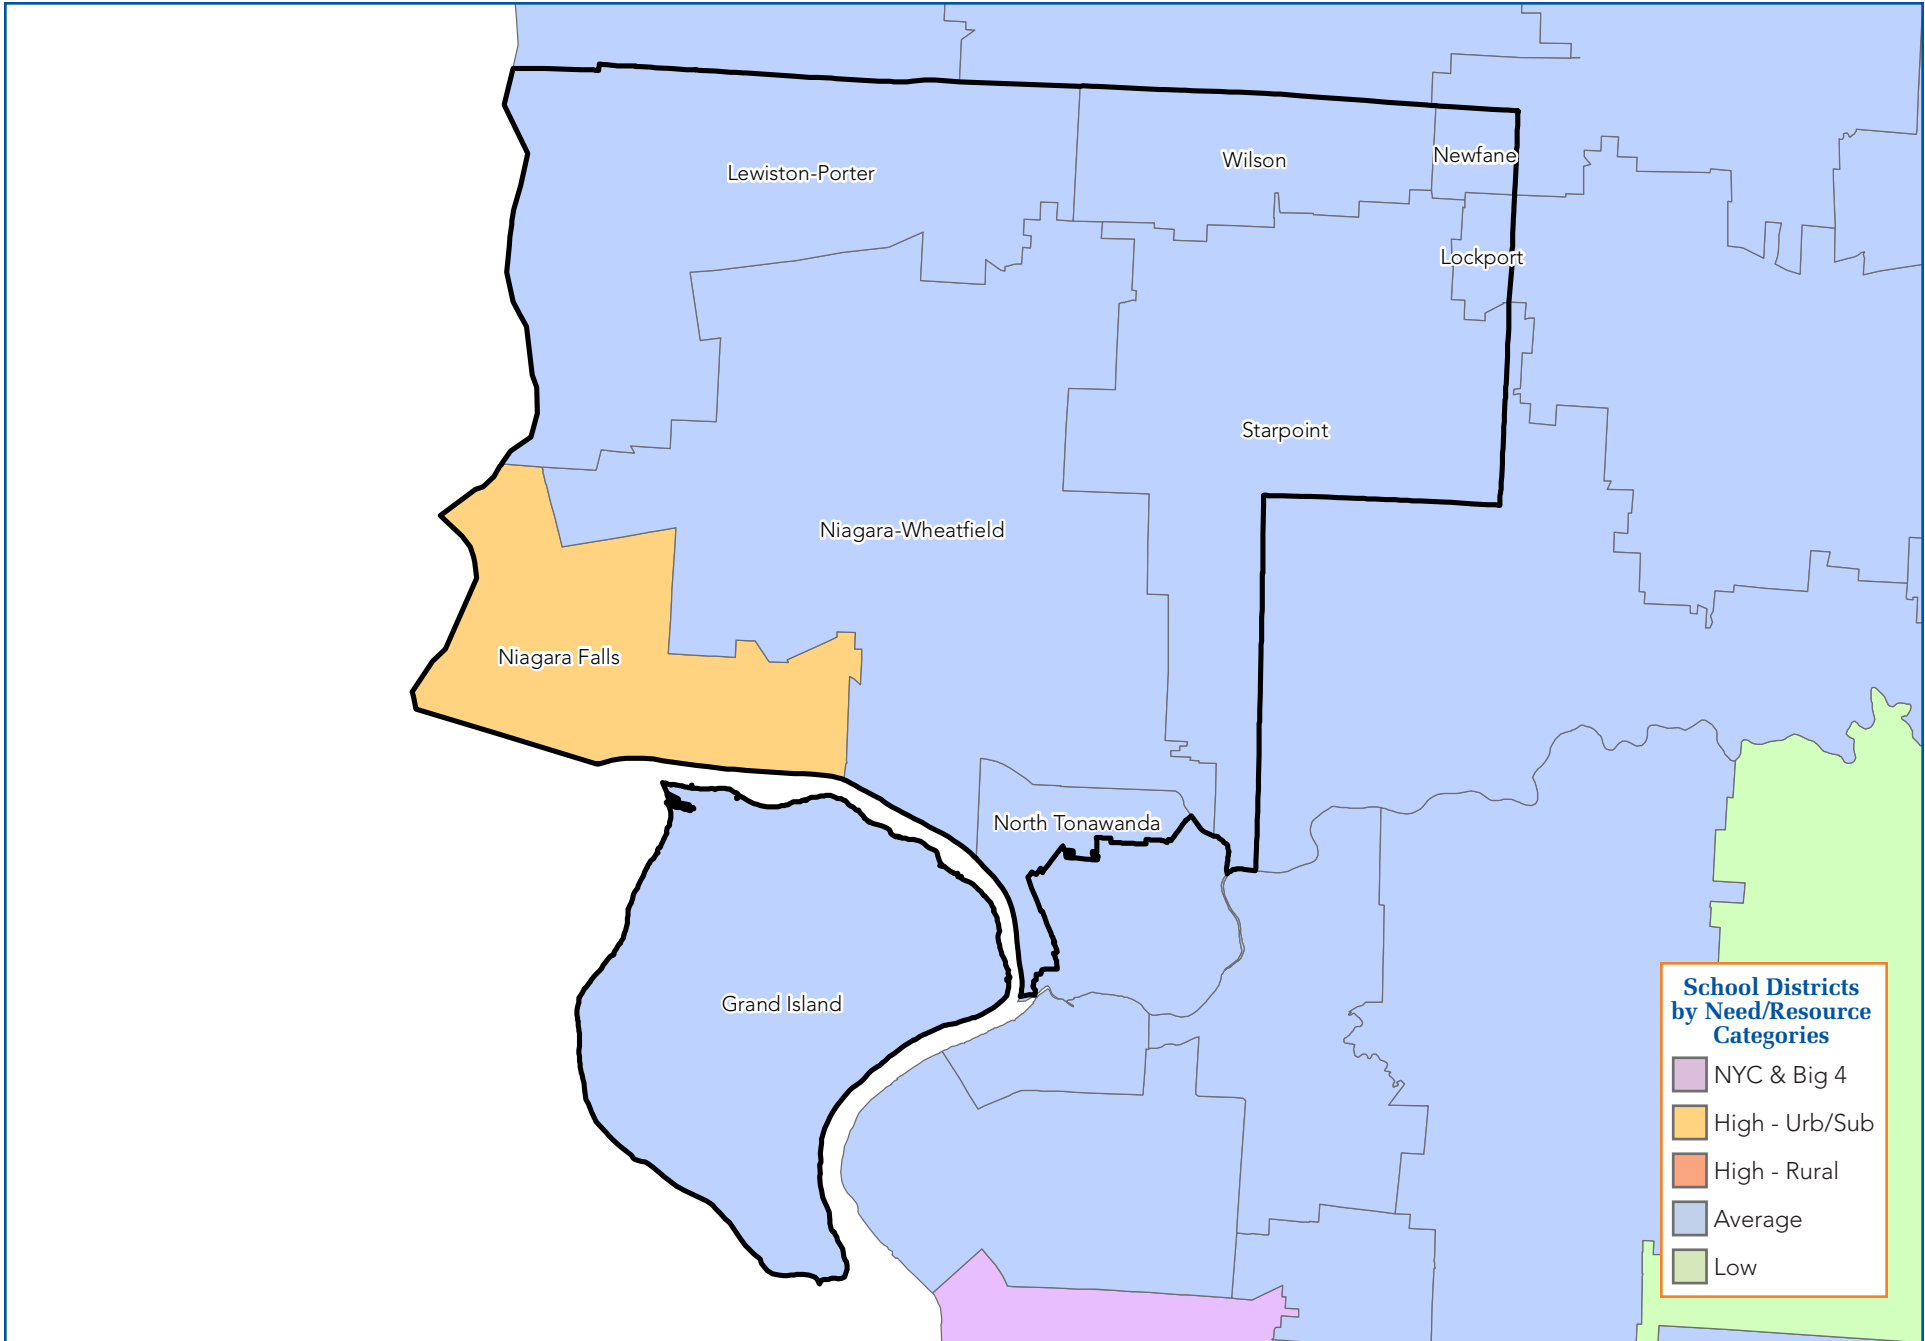 Newfane
Wilson
Lewiston-Porter
Lockport
Starpoint
Niagara-Wheatfield
Niagara Falls
North Tonawanda
Grand Island
School Districts
by Need/Resource
Categories
NYC & Big 4
High - Urb/Sub
High - Rural
Average
Low